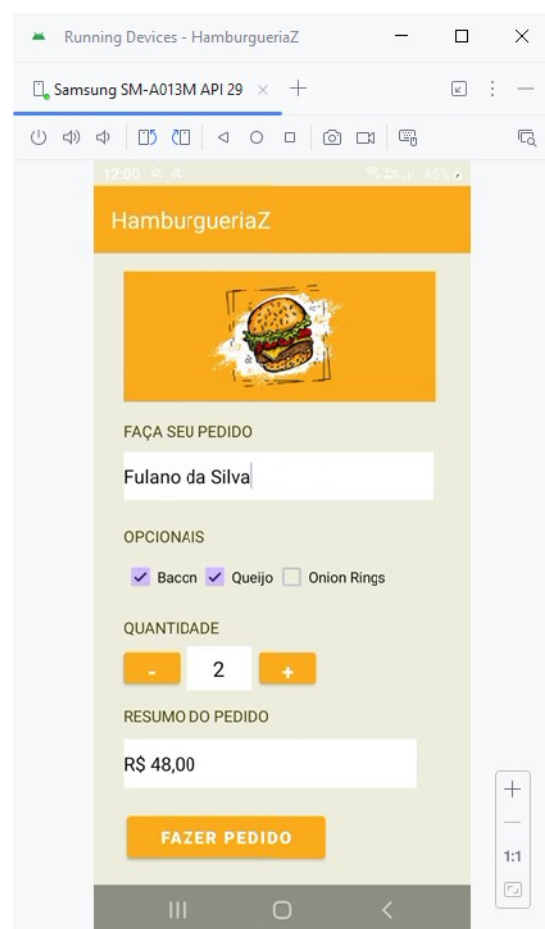 Running Devices - HamburgueriaZ
Samsung SM-A013M API 29
12:00 45%
HamburgueriaZ
FAÇA SEU PEDIDO
Fulano da Silva
OPCIONAIS
Bacon Queijo Onion Rings
QUANTIDADE
- 2 +
RESUMO DO PEDIDO
R$ 48,00
FAZER PEDIDO
1:1